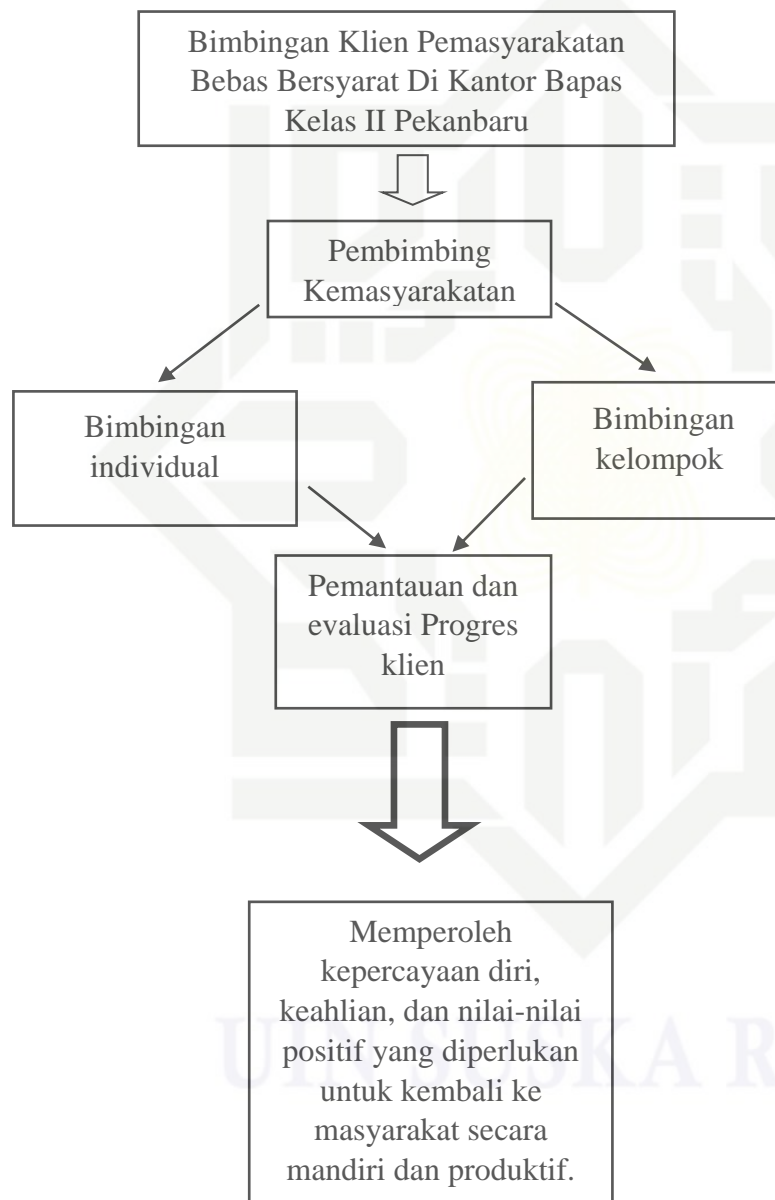 Bimbingan Klien Pemasyarakatan
Bebas Bersyarat Di Kantor Bapas
Kelas II Pekanbaru
Pembimbing
Kemasyarakatan
Bimbingan
individual
Bimbingan
kelompok
Pemantauan dan
evaluasi Progres
klien
Memperoleh
kepercayaan diri,
keahlian, dan nilai-nilai
positif yang diperlukan
untuk kembali ke
masyarakat secara
mandiri dan produktif.
UIN SUSKA R